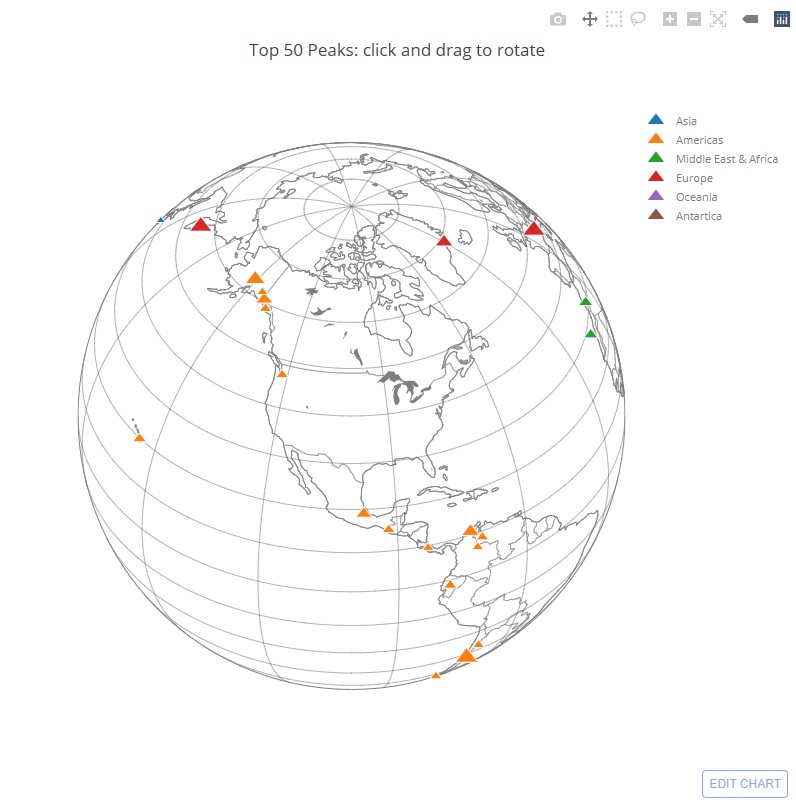 Top 50 Peaks: click and drag to rotate
Asia
Americas
Middle East & Africa
Europe
Oceania
Antartica
EDIT CHART